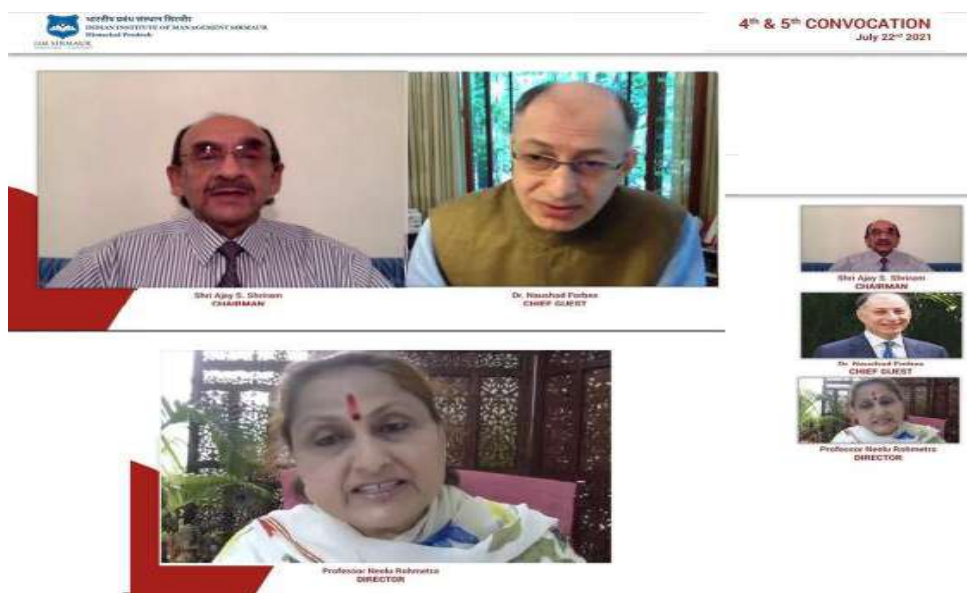 भारतीय प्रबंध संस्थान सिरमौर
INDIAN INSTITUTE OF MANAGEMENT SIRMAUR
Himachal Pradesh
IIM SIRMAUR
4th & 5th CONVOCATION
July 22nd 2021
Shri Ajay S. Shriram
CHAIRMAN
Dr. Naushad Forbes
CHIEF GUEST
Shri Ajay S. Shriram
CHAIRMAN
Dr. Naushad Forbes
CHIEF GUEST
Professor Neelu Rohmetra
DIRECTOR
Professor Neelu Rohmetra
DIRECTOR